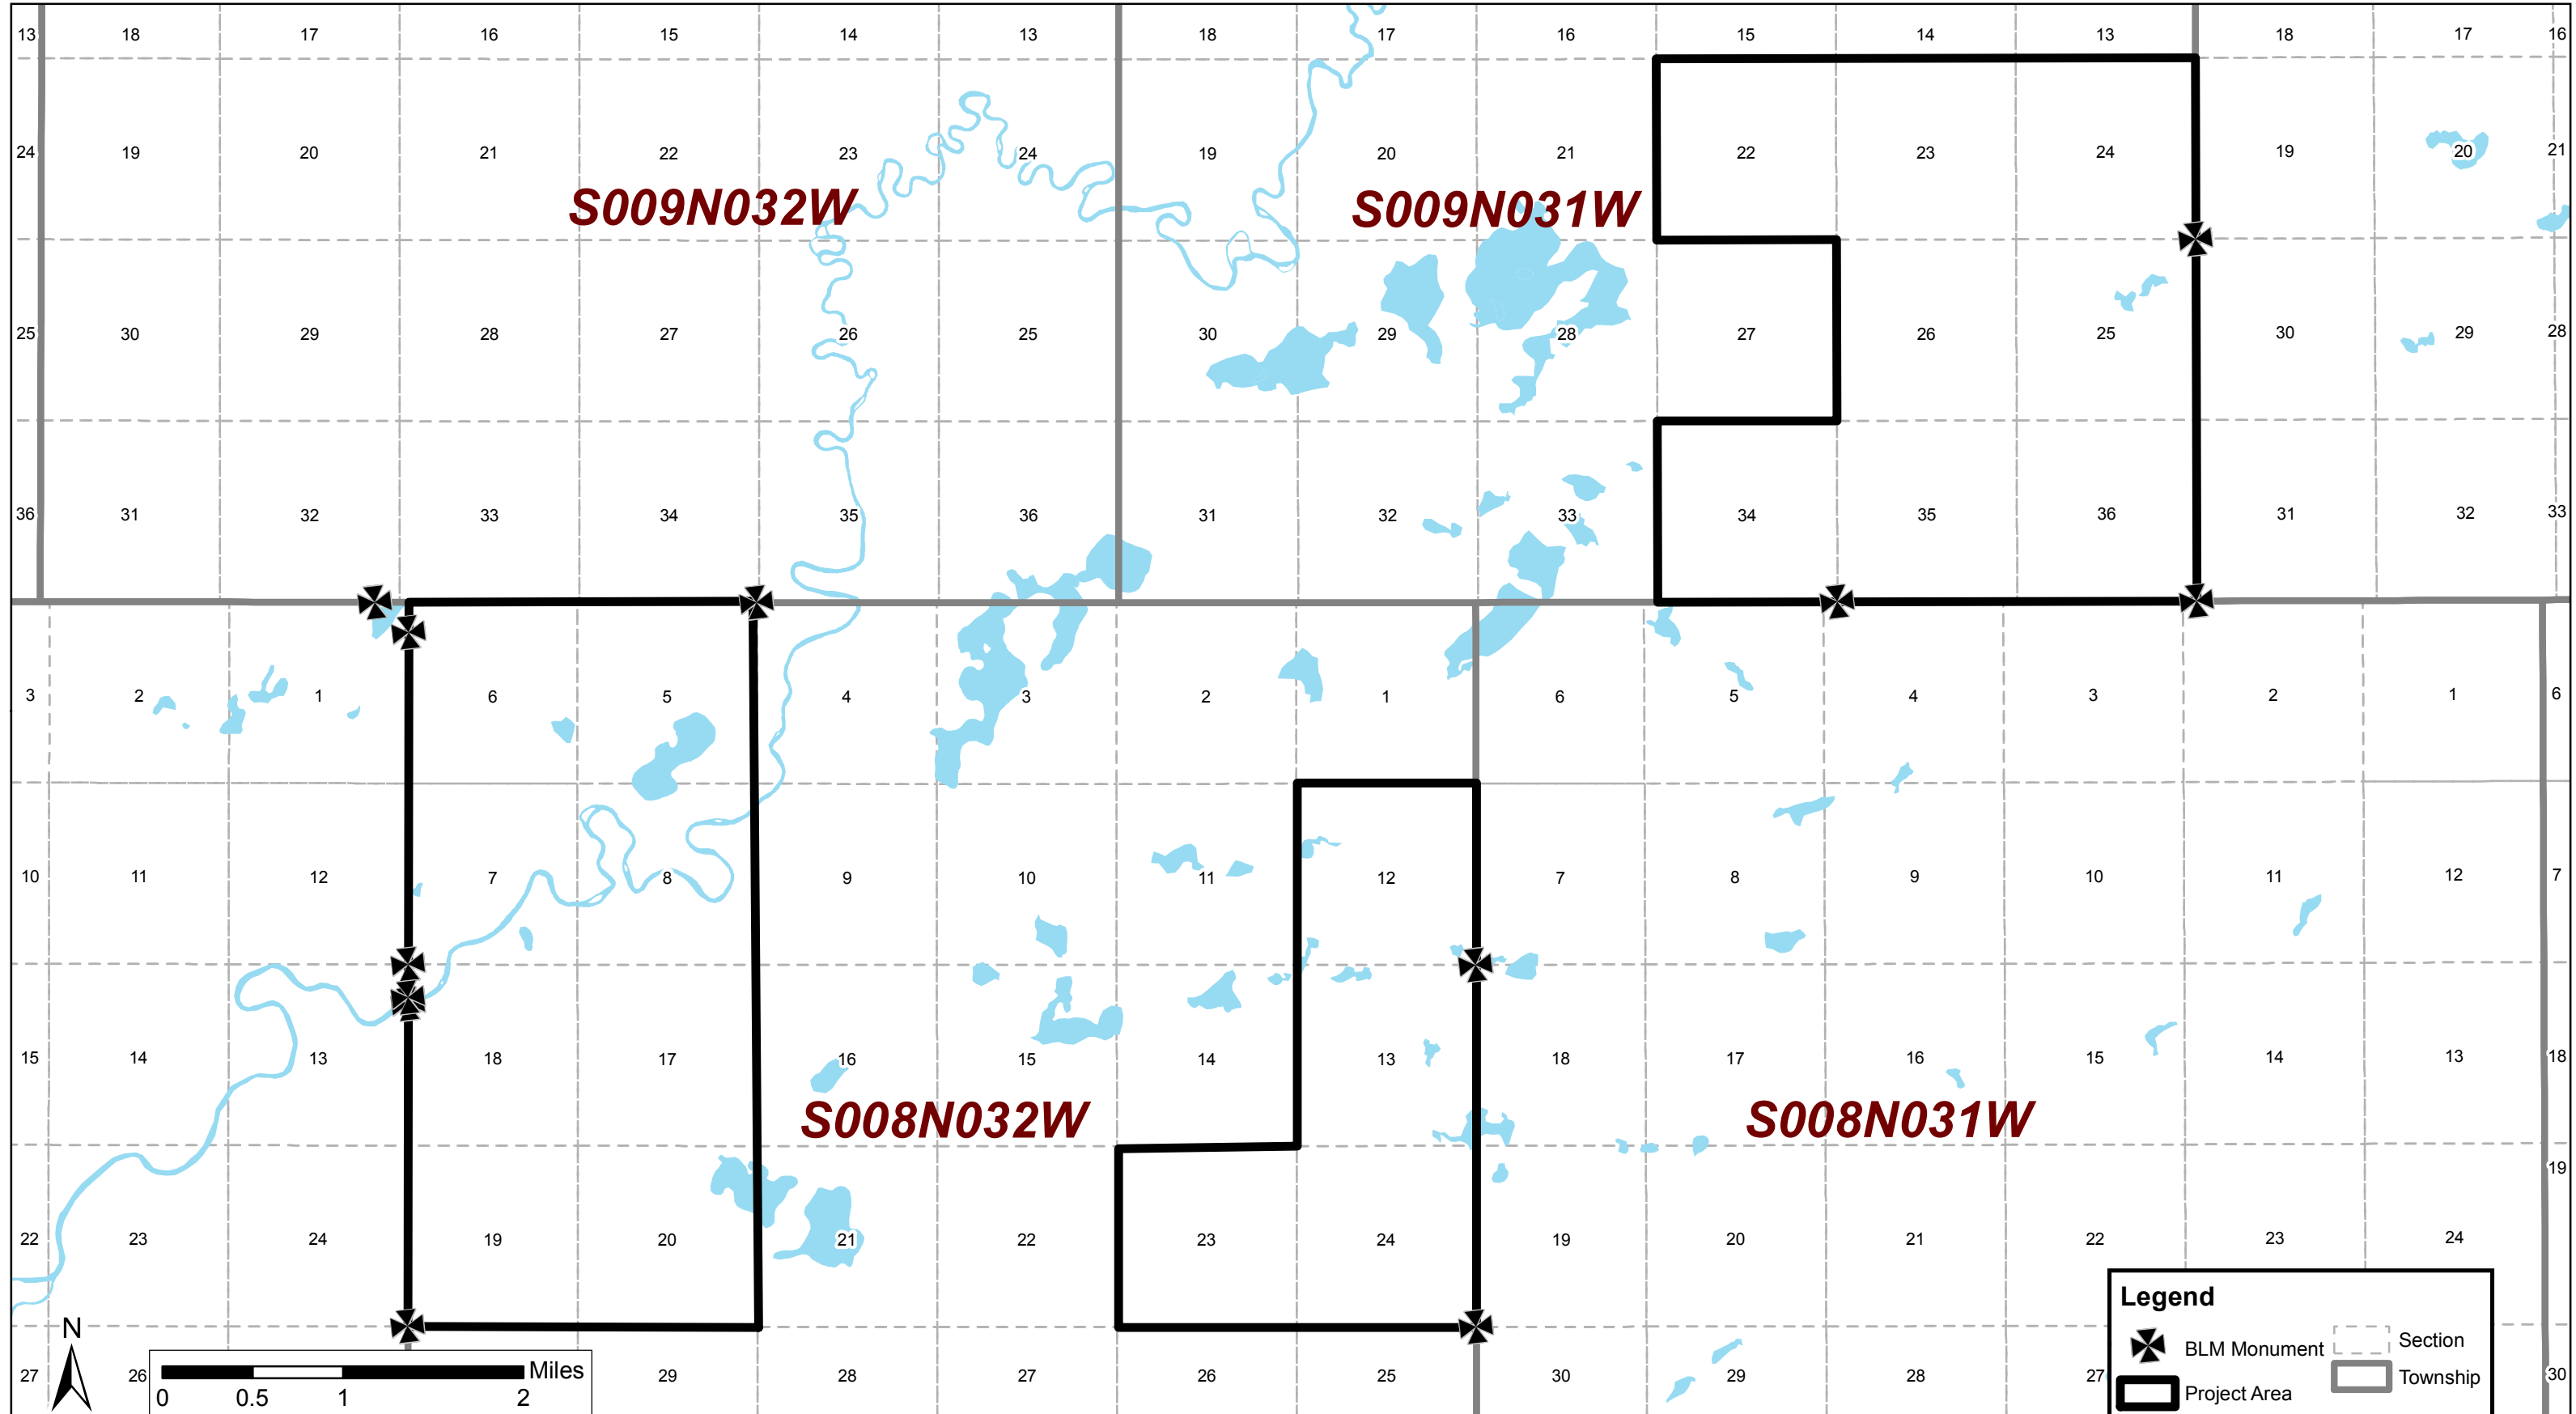 13 18 17 16 15 14 13 18 17 16 15 14 13 18 17 16
24 19 20 21 22 23 24 19 20 21 22 23 24 19 20 21
S009N032W S009N031W
25 30 29 28 27 26 25 30 29 28 27 26 25 30 29 28
36 31 32 33 34 35 36 31 32 33 34 35 36 31 32 33
3 2 1 6 5 4 3 2 1 6 5 4 3 2 1 6
10 11 12 7 8 9 10 11 12 7 8 9 10 11 12 7
15 14 13 18 17 16 15 14 13 18 17 16 15 14 13 18
S008N032W S008N031W
19
22 23 24 19 20 21 22 23 24 19 20 21 22 23 24
27 26 29 28 27 26 25 30 29 28 27 30
N
Miles
0 0.5 1 2
Legend
BLM Monument
Section
Project Area
Township